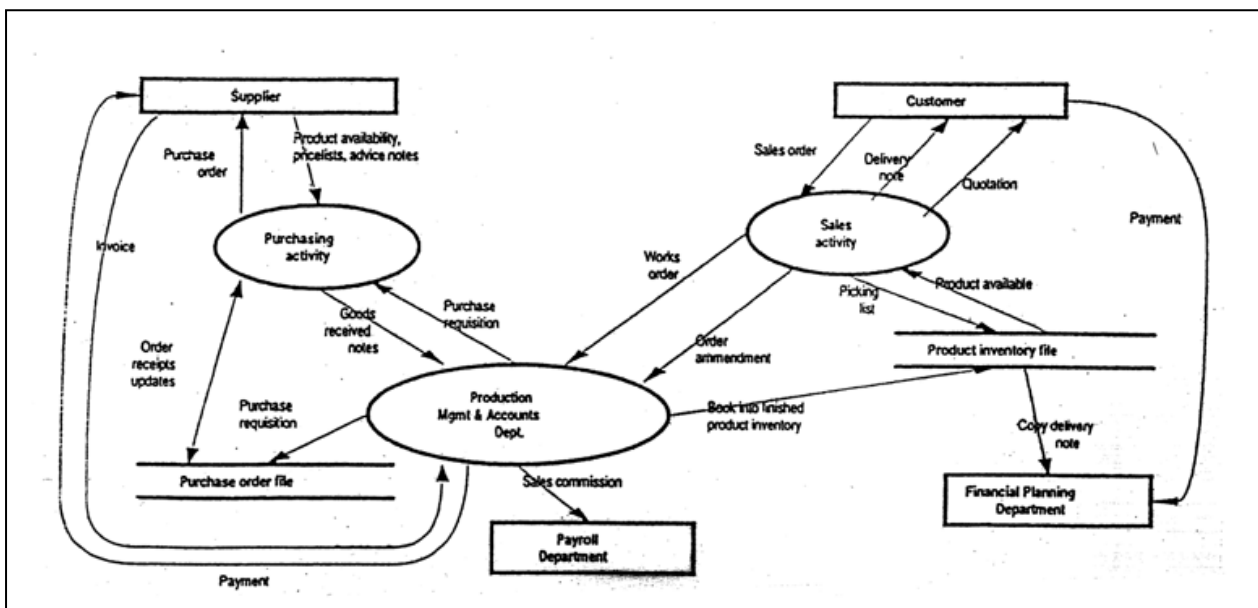 Supplier
Customer
Purchase
order
Product availability,
pricelists, advice notes
Sales order
Delivery
note
Quotation
Invoice
Purchasing
activity
Sales
activity
Payment
Works
order
Picking
list
Product available
Goods
received
notes
Purchase
requisition
Order
receipts
updates
Order
ammendment
Product inventory file
Purchase
requisition
Production
Mgmt & Accounts
Dept.
Book into finished
product inventory
Copy delivery
note
Purchase order file
Sales commission
Financial Planning
Department
Payroll
Department
Payment